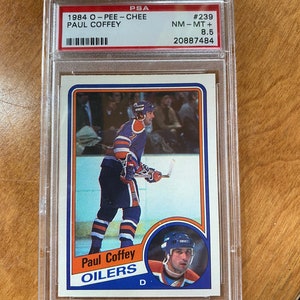 PSA
1984 O-PEE-CHEE #239
PAUL COFFEY NM-MT+
8.5
20887484
Paul Coffey
OILERS
D